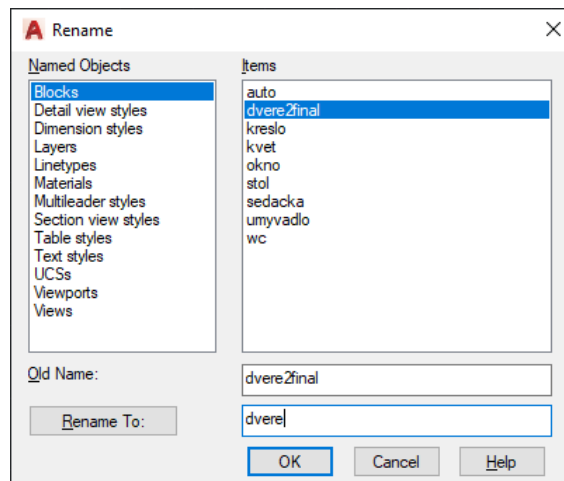 Rename
Named Objects
Blocks
Detail view styles
Dimension styles
Layers
Linetypes
Materials
Multileader styles
Section view styles
Table styles
Text styles
UCSs
Viewports
Views
Items
auto
dvere2final
kreslo
kvet
okno
stol
sedacka
umyvadlo
wc
Old Name:
dvere2final
Rename To:
dvere
OK
Cancel
Help